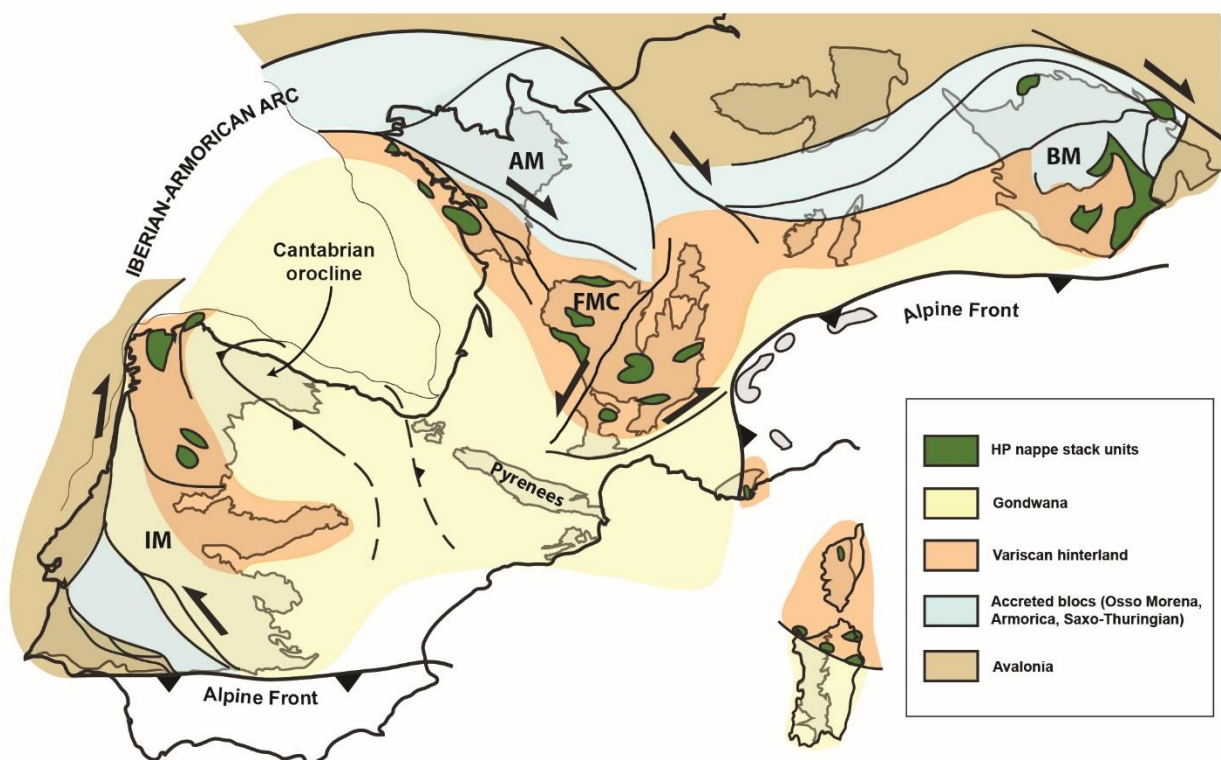 IBERIAN-ARMORICAN ARC
AM
BM
Cantabrian
orocline
FMC
Alpine Front
Pyrenees
IM
Alpine Front
HP nappe stack units
Gondwana
Variscan hinterland
Accreted blocs (Osso Morena,
Armorica, Saxo-Thuringian)
Avalonia